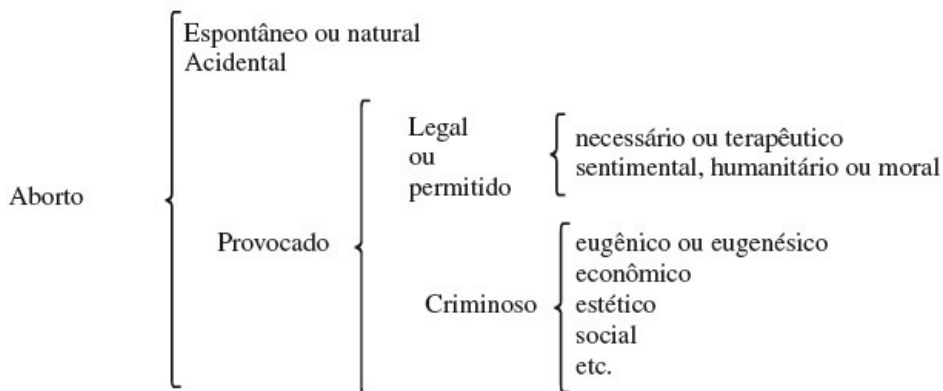 Espontâneo ou natural
Acidental
Legal
ou
permitido
necessário ou terapêutico
sentimental, humanitário ou moral
Aborto
Provocado
eugênico ou eugenésico
econômico
Criminoso
estético
social
etc.